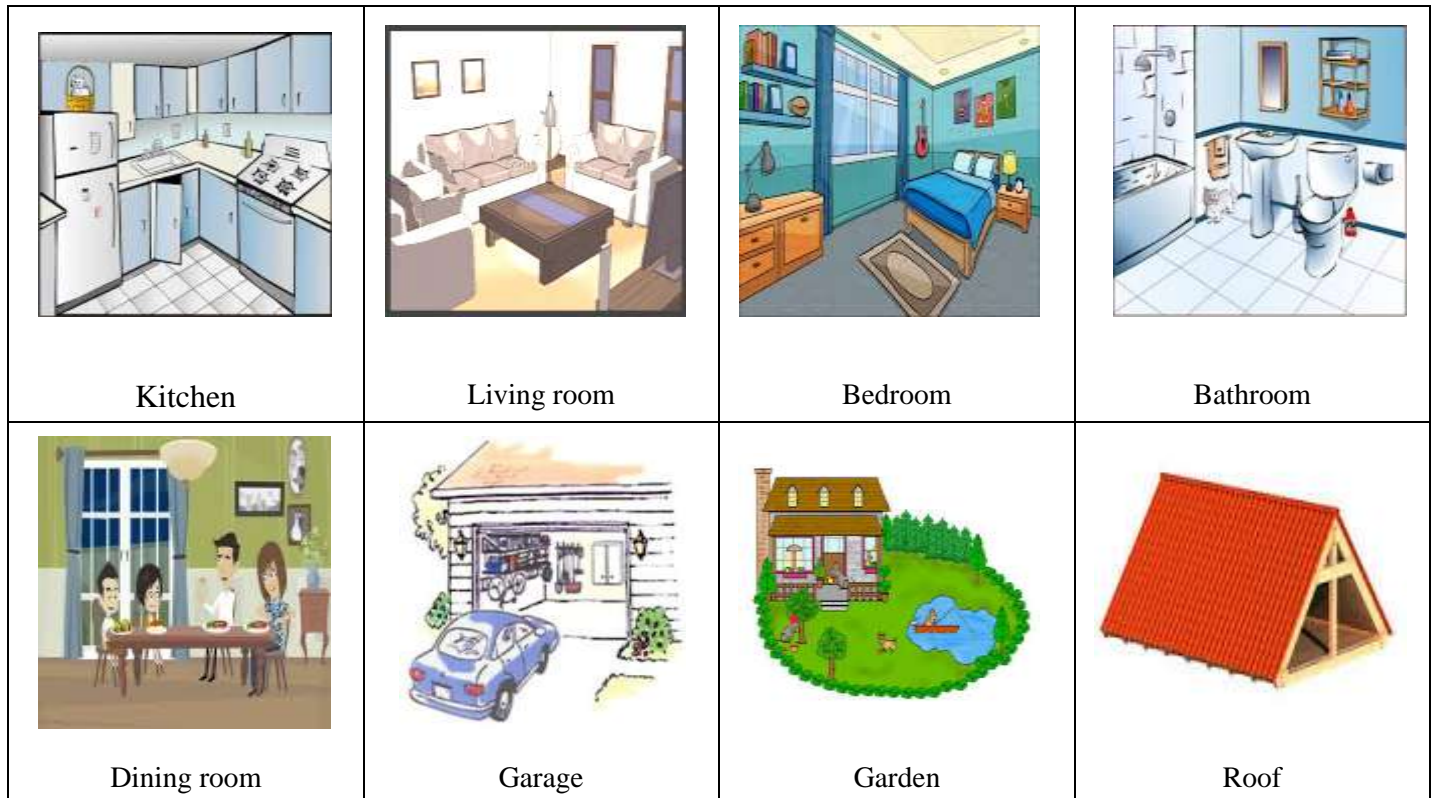 Kitchen
Living room
Bedroom
Bathroom
Dining room
Garage
Garden
Roof